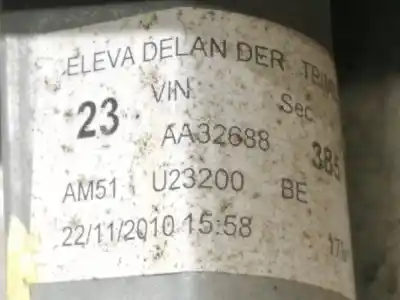 ELEVA DELAN DER
VIN Sec
23 AA32688 385
AM51 U23200 BE
22/11/2010 15:58